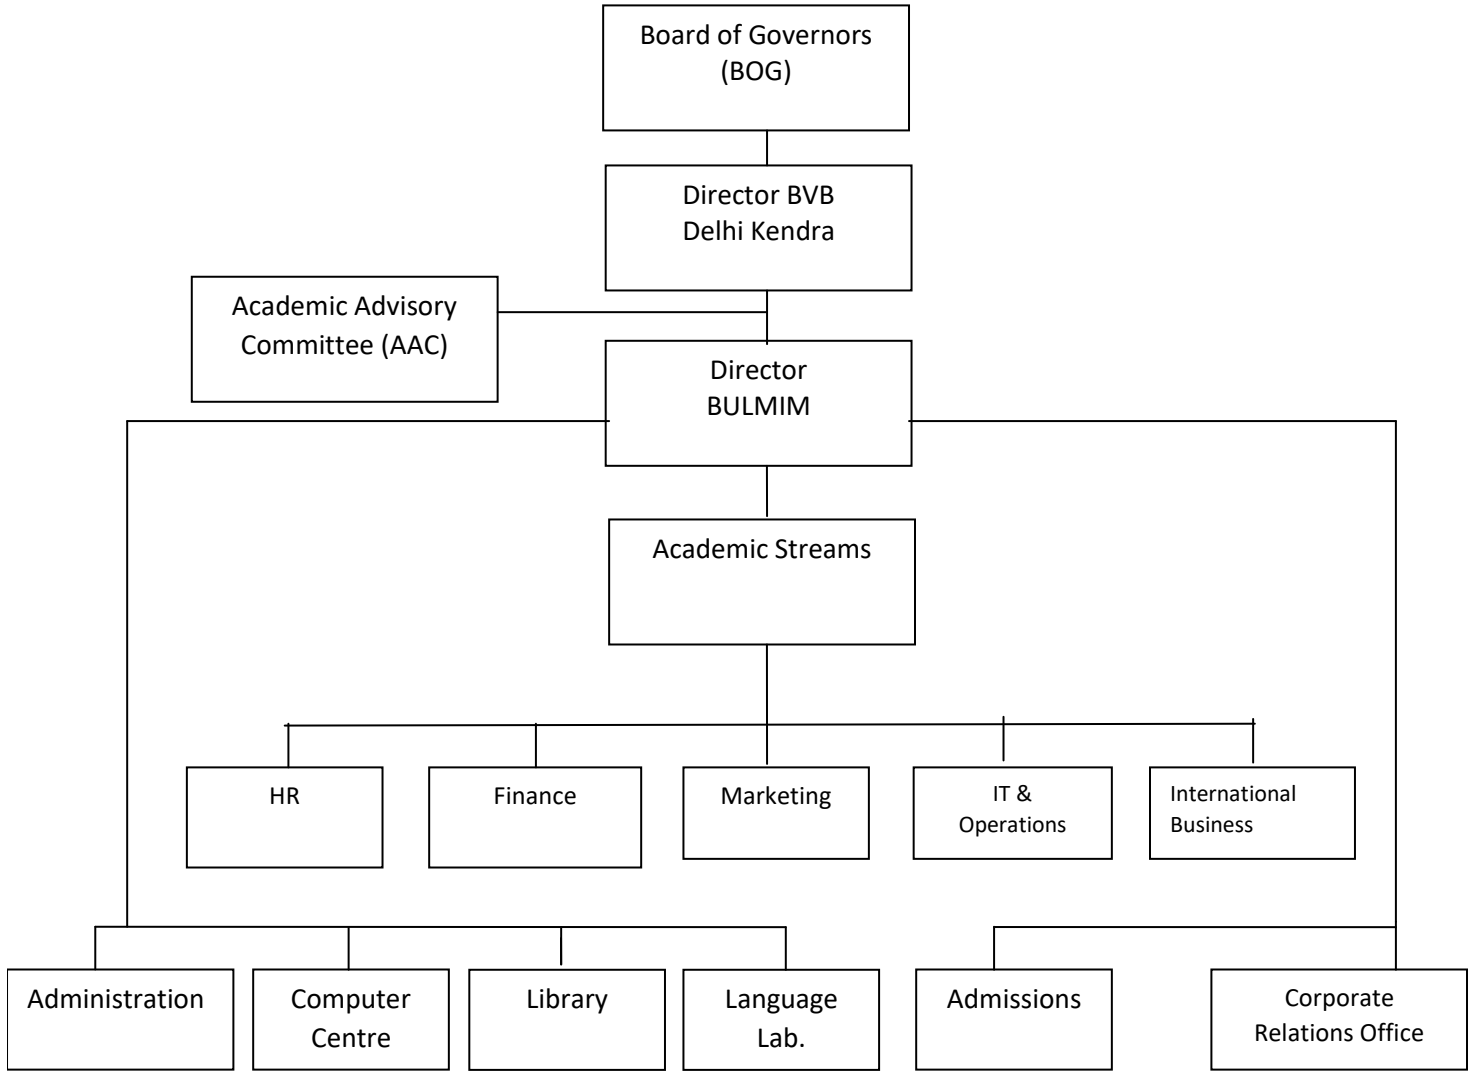 Board of Governors
(BOG)
Director BVB
Delhi Kendra
Academic Advisory
Committee (AAC)
Director
BULMIM
Academic Streams
HR
Finance
Marketing
IT &
Operations
International
Business
Administration
Computer
Centre
Library
Language
Lab.
Admissions
Corporate
Relations Office